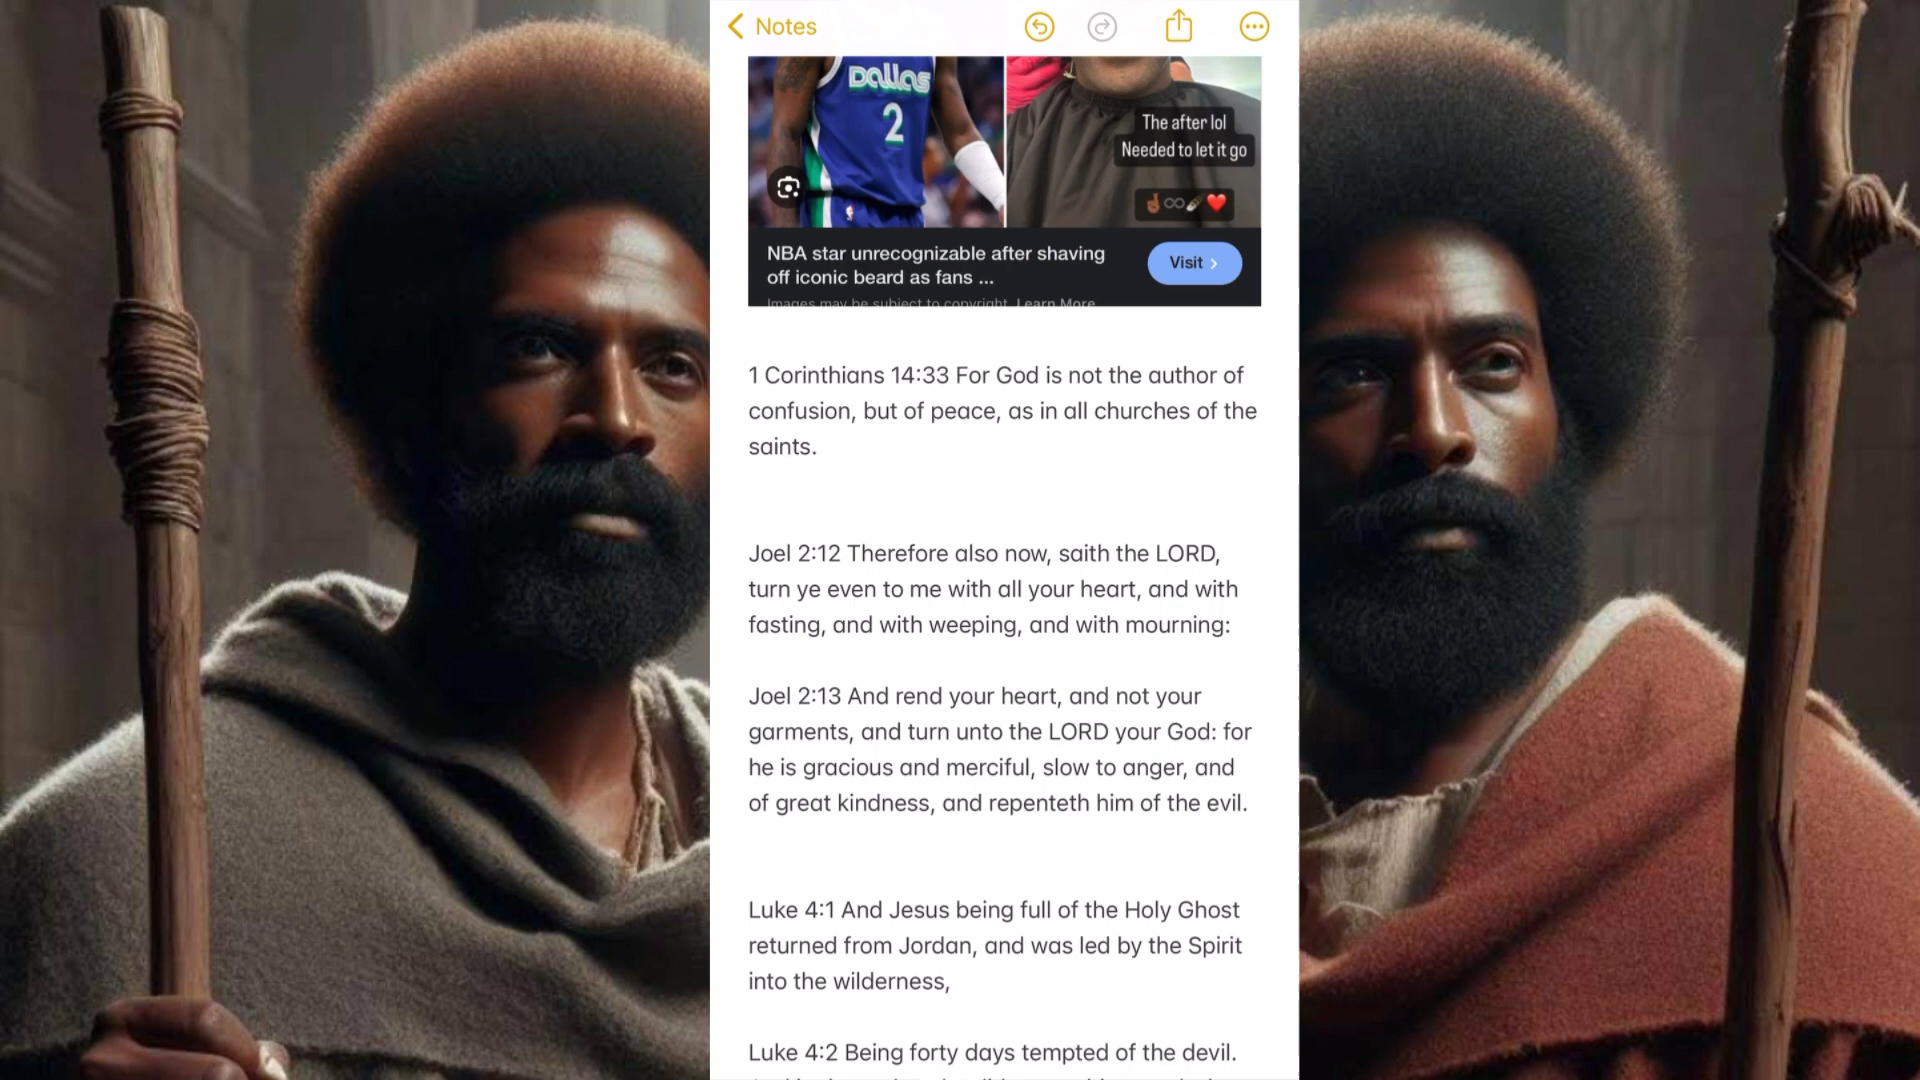 Notes
Dallas
2
The after lol
Needed to let it go
NBA star unrecognizable after shaving
off iconic beard as fans ...
Visit >
Images may be subject to copyright. Learn More
1 Corinthians 14:33 For God is not the author of
confusion, but of peace, as in all churches of the
saints.
Joel 2:12 Therefore also now, saith the LORD,
turn ye even to me with all your heart, and with
fasting, and with weeping, and with mourning:
Joel 2:13 And rend your heart, and not your
garments, and turn unto the LORD your God: for
he is gracious and merciful, slow to anger, and
of great kindness, and repenteth him of the evil.
Luke 4:1 And Jesus being full of the Holy Ghost
returned from Jordan, and was led by the Spirit
into the wilderness,
Luke 4:2 Being forty days tempted of the devil.